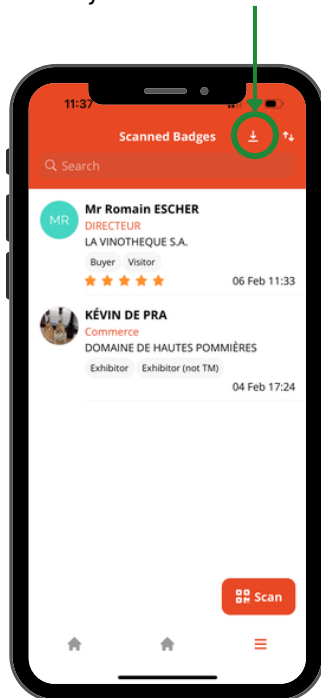 11:37
Scanned Badges
Search
MR
Mr Romain ESCHER
DIRECTEUR
LA VINOTHEQUE S.A.
Buyer Visitor
06 Feb 11:33
KÉVIN DE PRA
Commerce
DOMAINE DE HAUTES POMMIÈRES
Exhibitor Exhibitor (not TM)
04 Feb 17:24
Scan